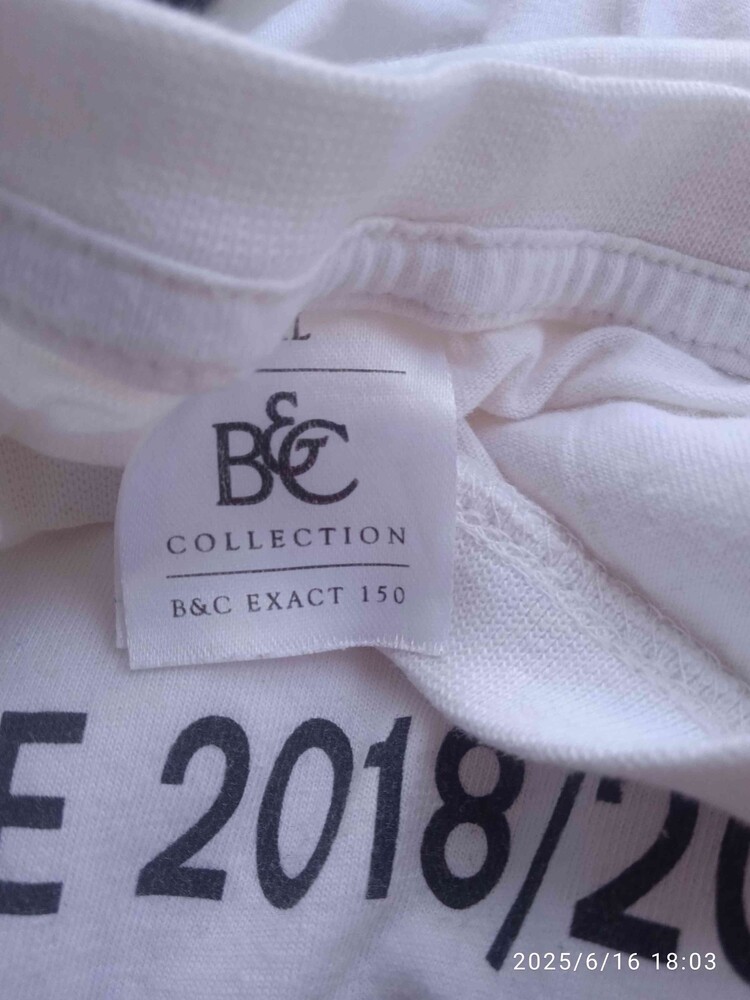 B&C
COLLECTION
B&C EXACT 150
E 2018/2
2025/6/16 18:03